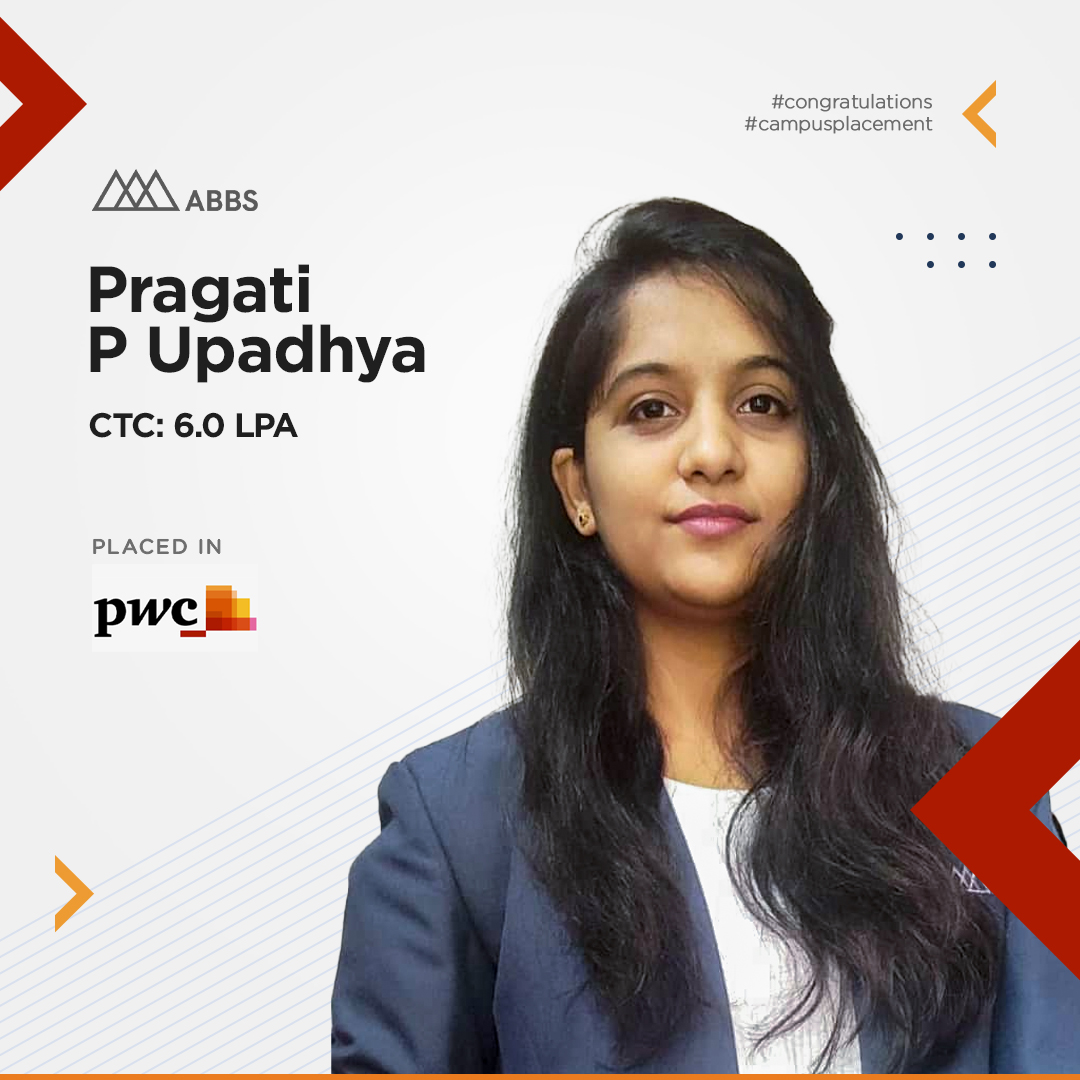 #congratulations
#campusplacement
ABBS
Pragati
P Upadhya
CTC: 6.0 LPA
PLACED IN
pwc